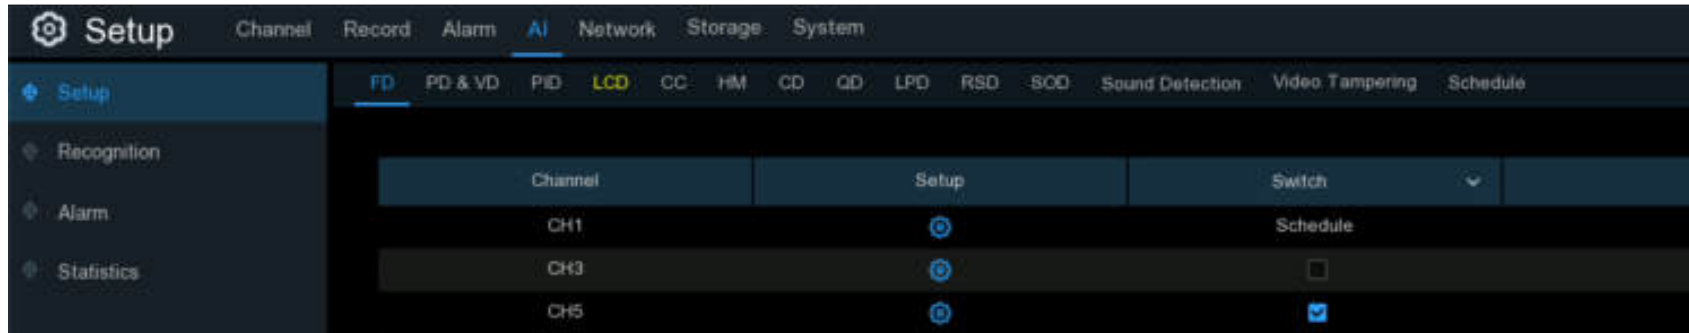 Setup Channel Record Alarm AI Network Storage System
Setup FD PD & VD PID LCD CC HM CD QD LPD RSD SOD Sound Detection Video Tampering Schedule
Recognition
Channel Setup Switch
Alarm
CH1 Schedule
Statistics
CH3
CH5